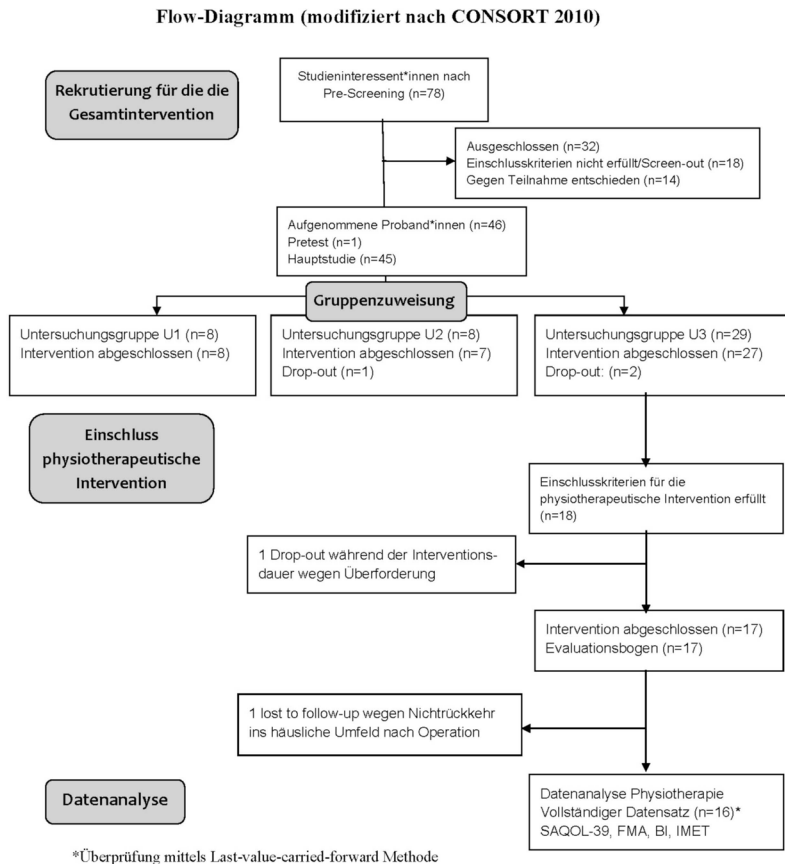 Flow-Diagramm (modifiziert nach CONSORT 2010)
Rekrutierung für die die
Gesamtintervention
Studieninteressent*innen nach
Pre-Screening (n=78)
Ausgeschlossen (n=32)
Einschlusskriterien nicht erfüllt/Screen-out (n=18)
Gegen Teilnahme entschieden (n=14)
Aufgenommene Proband*innen (n=46)
Pretest (n=1)
Hauptstudie (n=45)
Gruppenzuweisung
Untersuchungsgruppe U1 (n=8)
Intervention abgeschlossen (n=8)
Untersuchungsgruppe U2 (n=8)
Intervention abgeschlossen (n=7)
Drop-out (n=1)
Untersuchungsgruppe U3 (n=29)
Intervention abgeschlossen (n=27)
Drop-out: (n=2)
Einschluss
physiotherapeutische
Intervention
Einschlusskriterien für die
physiotherapeutische Intervention erfüllt
(n=18)
1 Drop-out während der Interventions-
dauer wegen Überforderung
Intervention abgeschlossen (n=17)
Evaluationsbogen (n=17)
1 lost to follow-up wegen Nichtrückkehr
ins häusliche Umfeld nach Operation
Datenanalyse
Datenanalyse Physiotherapie
Vollständiger Datensatz (n=16)*
SAQOL-39, FMA, BI, IMET
*Überprüfung mittels Last-value-carried-forward Methode